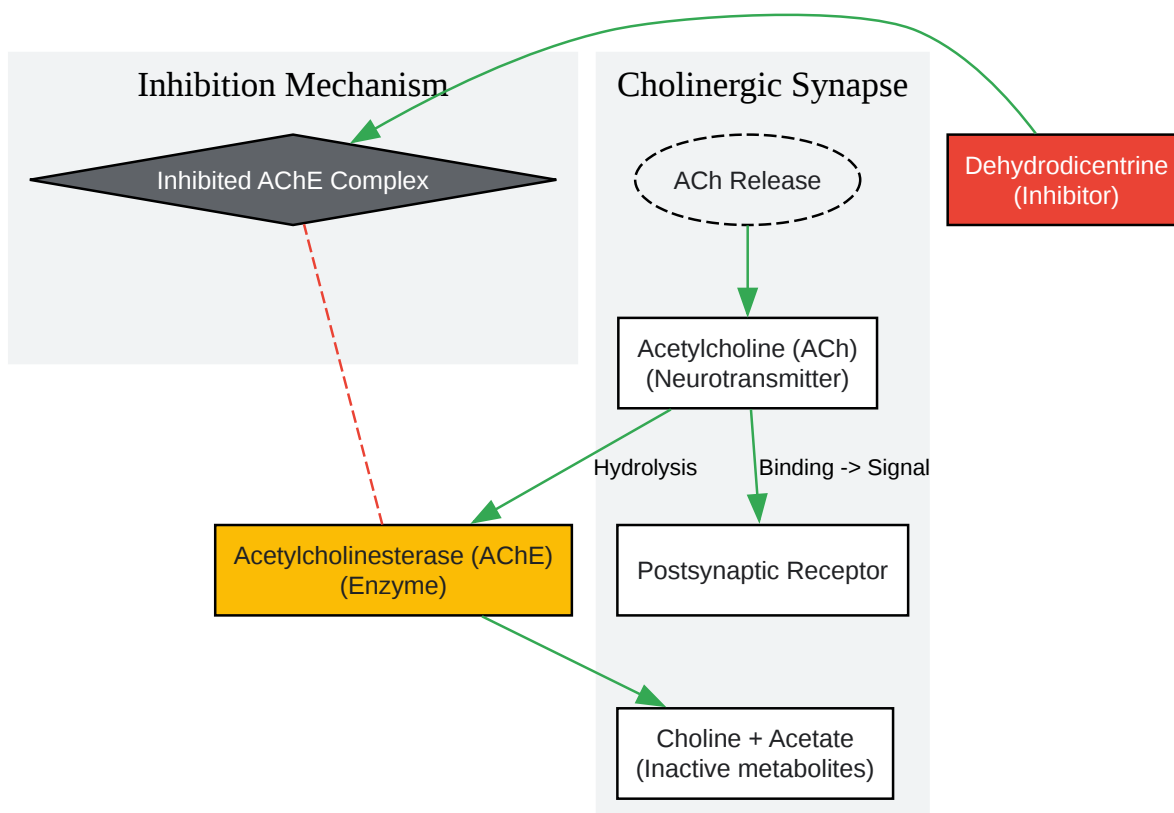 Inhibition Mechanism
Cholinergic Synapse
Inhibited AChE Complex
ACh Release
Dehydrodicentrine
(Inhibitor)
Acetylcholine (ACh)
(Neurotransmitter)
Hydrolysis
Binding -> Signal
Acetylcholinesterase (AChE)
(Enzyme)
Postsynaptic Receptor
Choline + Acetate
(Inactive metabolites)